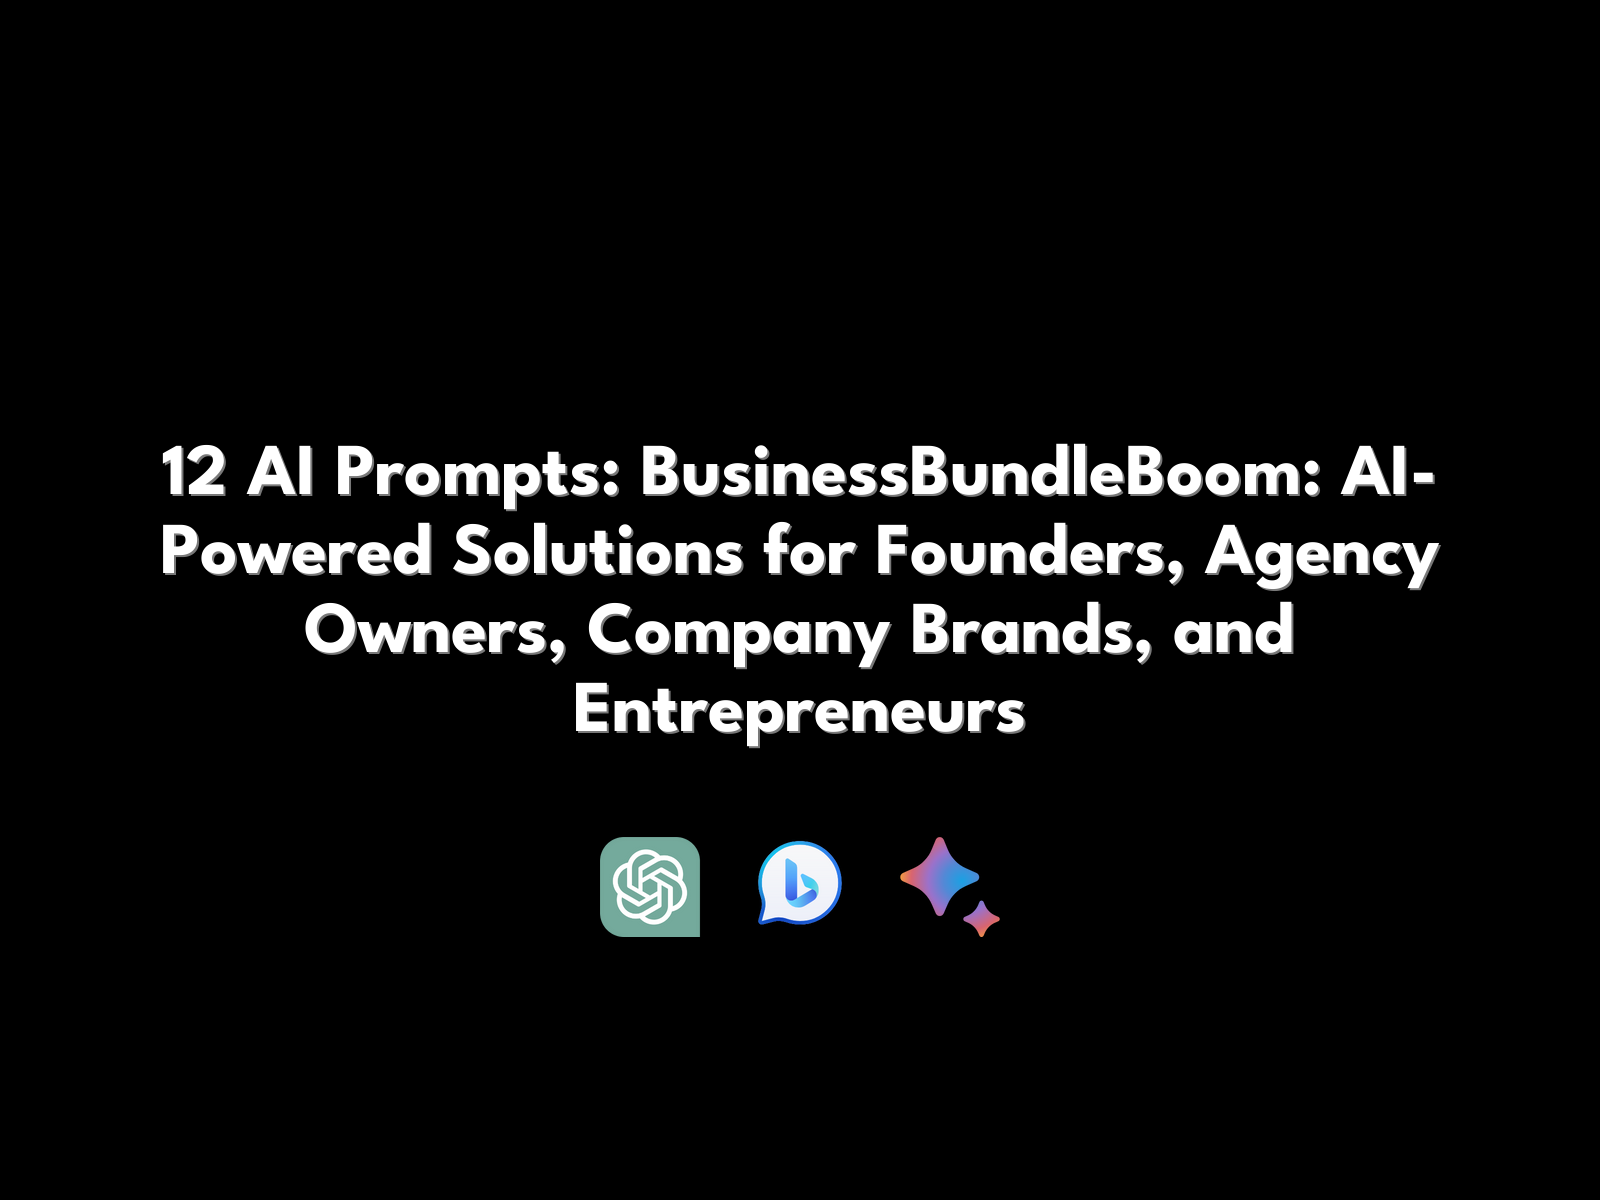 12 AI Prompts: BusinessBundleBoom: AI-
Powered Solutions for Founders, Agency
Owners, Company Brands, and
Entrepreneurs